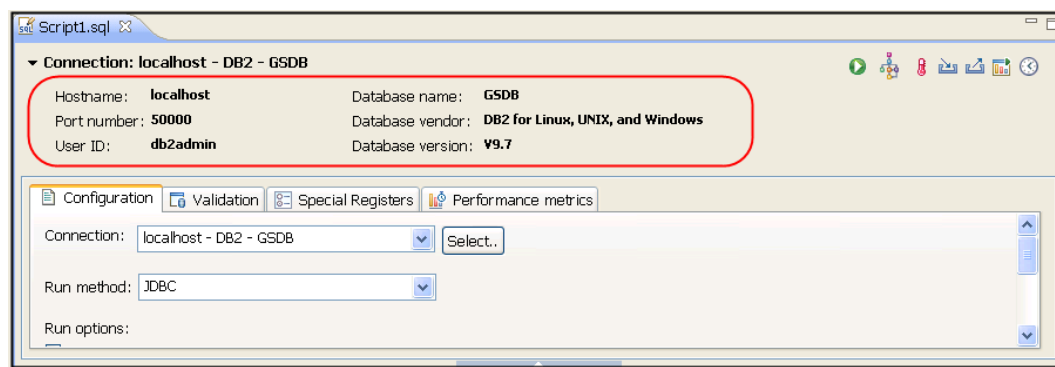 Script1.sql
Connection: localhost - DB2 - GSDB
Hostname: localhost Database name: GSDB
Port number: 50000 Database vendor: DB2 for Linux, UNIX, and Windows
User ID: db2admin Database version: V9.7
Configuration Validation Special Registers Performance metrics
Connection: localhost - DB2 - GSDB Select..
Run method: JDBC
Run options: